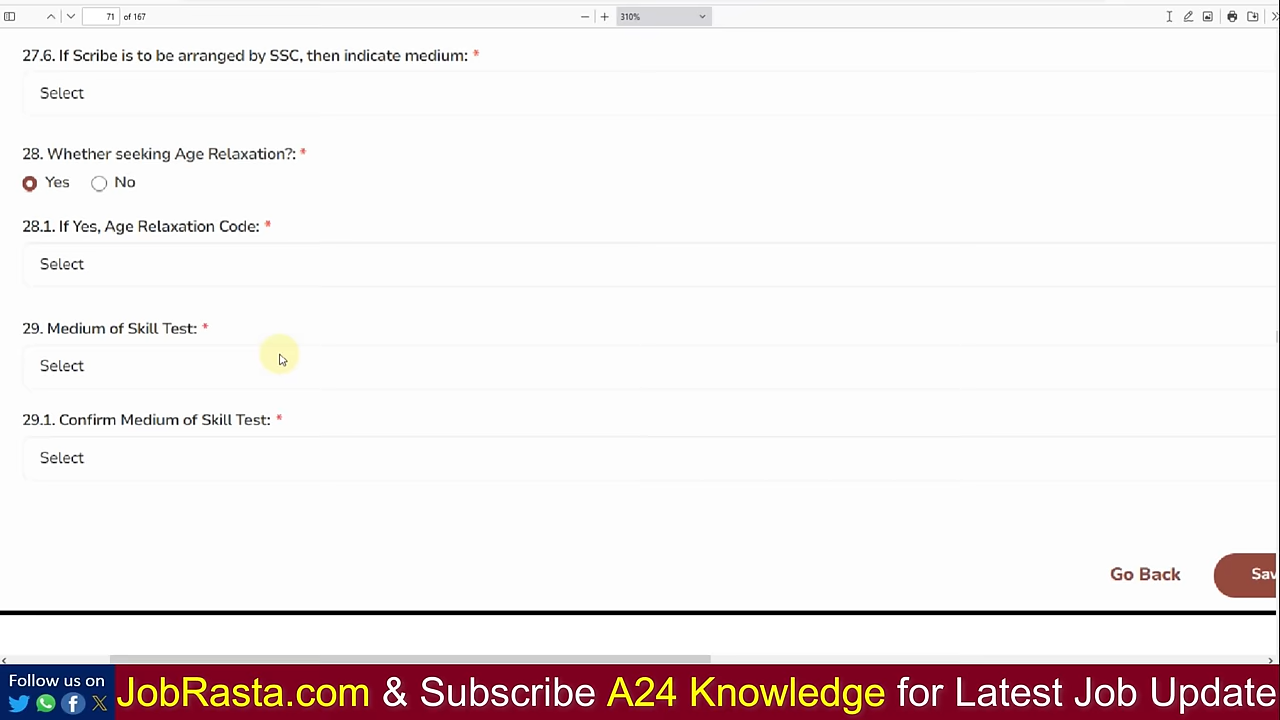 71 of 167
310%
27.6. If Scribe is to be arranged by SSC, then indicate medium: *
Select
28. Whether seeking Age Relaxation?: *
Yes No
28.1. If Yes, Age Relaxation Code: *
Select
29. Medium of Skill Test: *
Select
29.1. Confirm Medium of Skill Test: *
Select
Go Back Sav
Follow us on
JobRasta.com & Subscribe A24 Knowledge for Latest Job Update